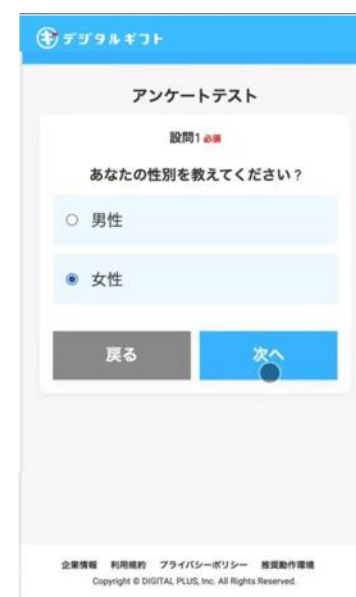 デジタルギフト
アンケートテスト
設問1 必須
あなたの性別を教えてください?
男性
女性
戻る 次へ
企業情報 利用規約 プライバシーポリシー 推奨動作環境
Copyright © DIGITAL PLUS, Inc. All Rights Reserved.